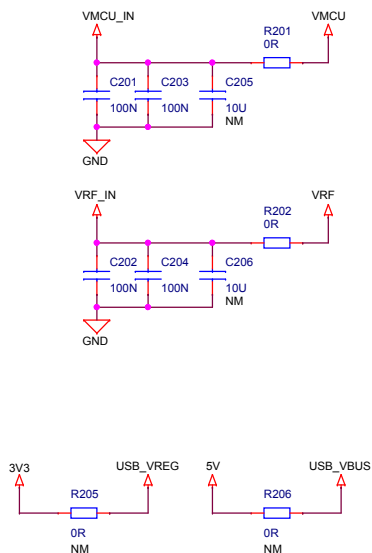 VMCU_IN
VMCU
R201
0R
C201
100N
C203
100N
C205
10U
NM
GND
VRF_IN
VRF
R202
0R
C202
100N
C204
100N
C206
10U
NM
GND
3V3
USB_VREG
R205
0R
NM
5V
USB_VBUS
R206
0R
NM